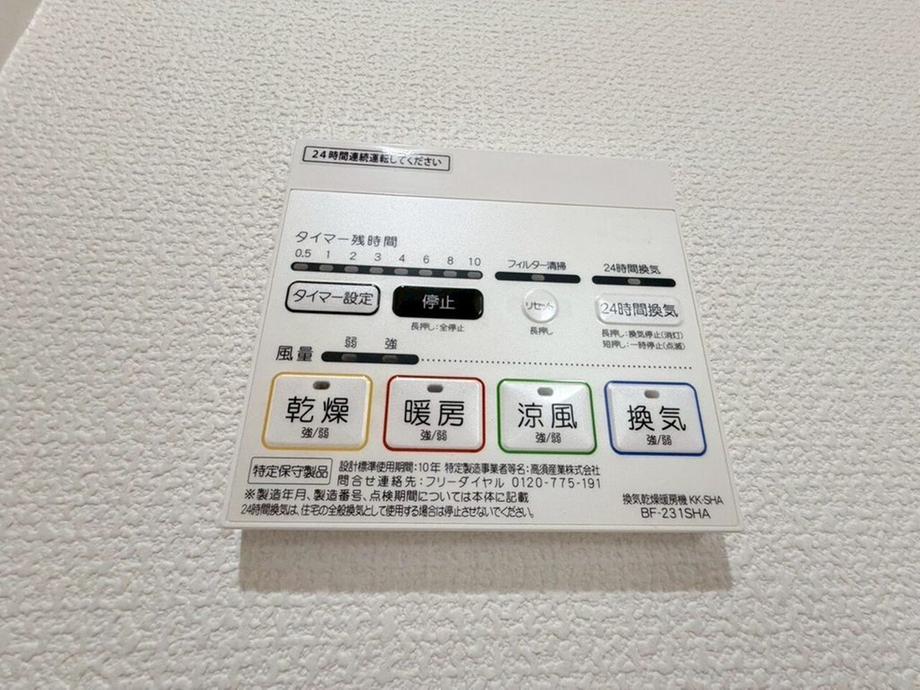 24時間連続運転してください
タイマー残時間
0.5 1 2 3 4 6 8 10
フィルター清掃
24時間換気
タイマー設定
停止
長押し:全停止
リセット
長押し
24時間換気
長押し:換気停止(消灯)
短押し:一時停止(点滅)
風量 弱 強
乾燥 強/弱
暖房 強/弱
涼風 強/弱
換気 強/弱
特定保守製品
設計標準使用期間:10年 特定製造事業者等名:高須産業株式会社
問合せ連絡先:フリーダイヤル 0120-775-191
※製造年月、製造番号、点検期間については本体に記載
24時間換気は、住宅の全般換気として使用する場合は停止させないでください。
換気乾燥暖房機 KK-SHA
BF-231SHA